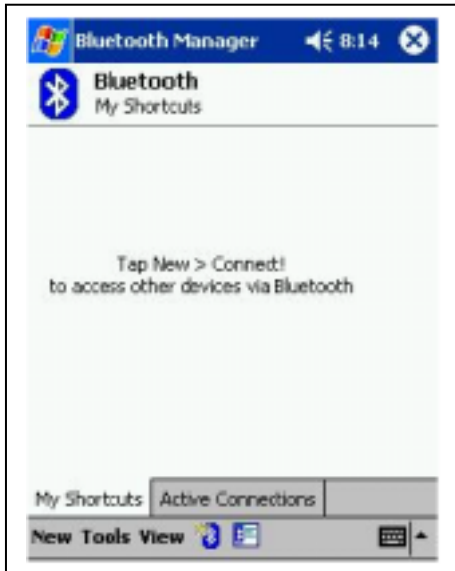 Bluetooth Manager 8:14
Bluetooth
My Shortcuts
Tap New > Connect!
to access other devices via Bluetooth
My Shortcuts Active Connections
New Tools View